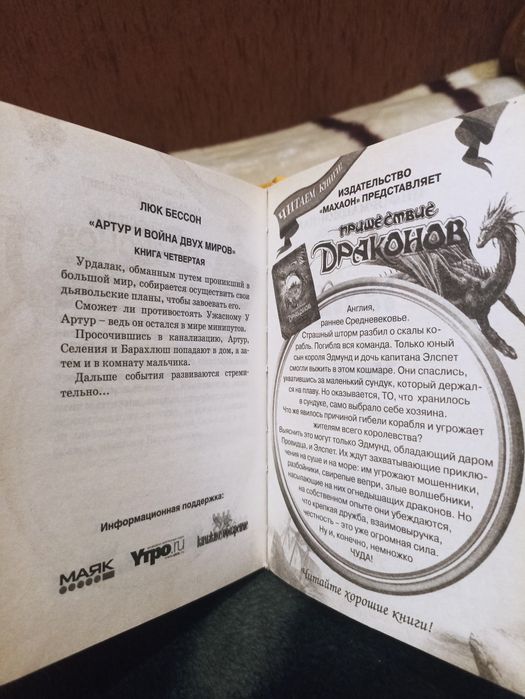 ЛЮК БЕССОН
«АРТУР И ВОЙНА ДВУХ МИРОВ»
КНИГА ЧЕТВЕРТАЯ
Урдалак, обманным путем проникший в
большой мир, собирается осуществить свои
дьявольские планы, чтобы завоевать его.
Сможет ли противостоять Ужасному У
Артур – ведь он остался в мире минипутов.
Просочившись в канализацию, Артур,
Селения и Барахлюш попадают в дом, а за-
тем и в комнату мальчика.
Дальше события развиваются стреми-
тельно...
Информационная поддержка:
МАЯК
Утро.ru
ЧИТАЕМ КНИГИ
ИЗДАТЕЛЬСТВО
«МАХАОН» ПРЕДСТАВЛЯЕТ
ПРИШЕСТВИЕ
ДРАКОНОВ
Англия,
раннее Средневековье.
Страшный шторм разбил о скалы ко-
рабль. Погибла вся команда. Только юный
сын короля Эдмунд и дочь капитана Элспет
смогли выжить в этом кошмаре. Они спаслись,
ухватившись за маленький сундук, который держал-
ся на плаву. Но оказывается, ТО, что хранилось
в сундуке, само выбрало себе хозяина.
Что же явилось причиной гибели корабля и угрожает
жителям всего королевства?
Выяснить это могут только Эдмунд, обладающий даром
Провидца, и Элспет. Их ждут захватывающие приклю-
чения на суше и на море: им угрожают мошенники,
разбойники, свирепые вепри, злые волшебники,
насылающие на них огнедышащих драконов. Но
на собственном опыте они убеждаются,
что крепкая дружба, взаимовыручка,
честность – это уже огромная сила.
Ну и, конечно, немножко
ЧУДА!
Читайте хорошие книги!